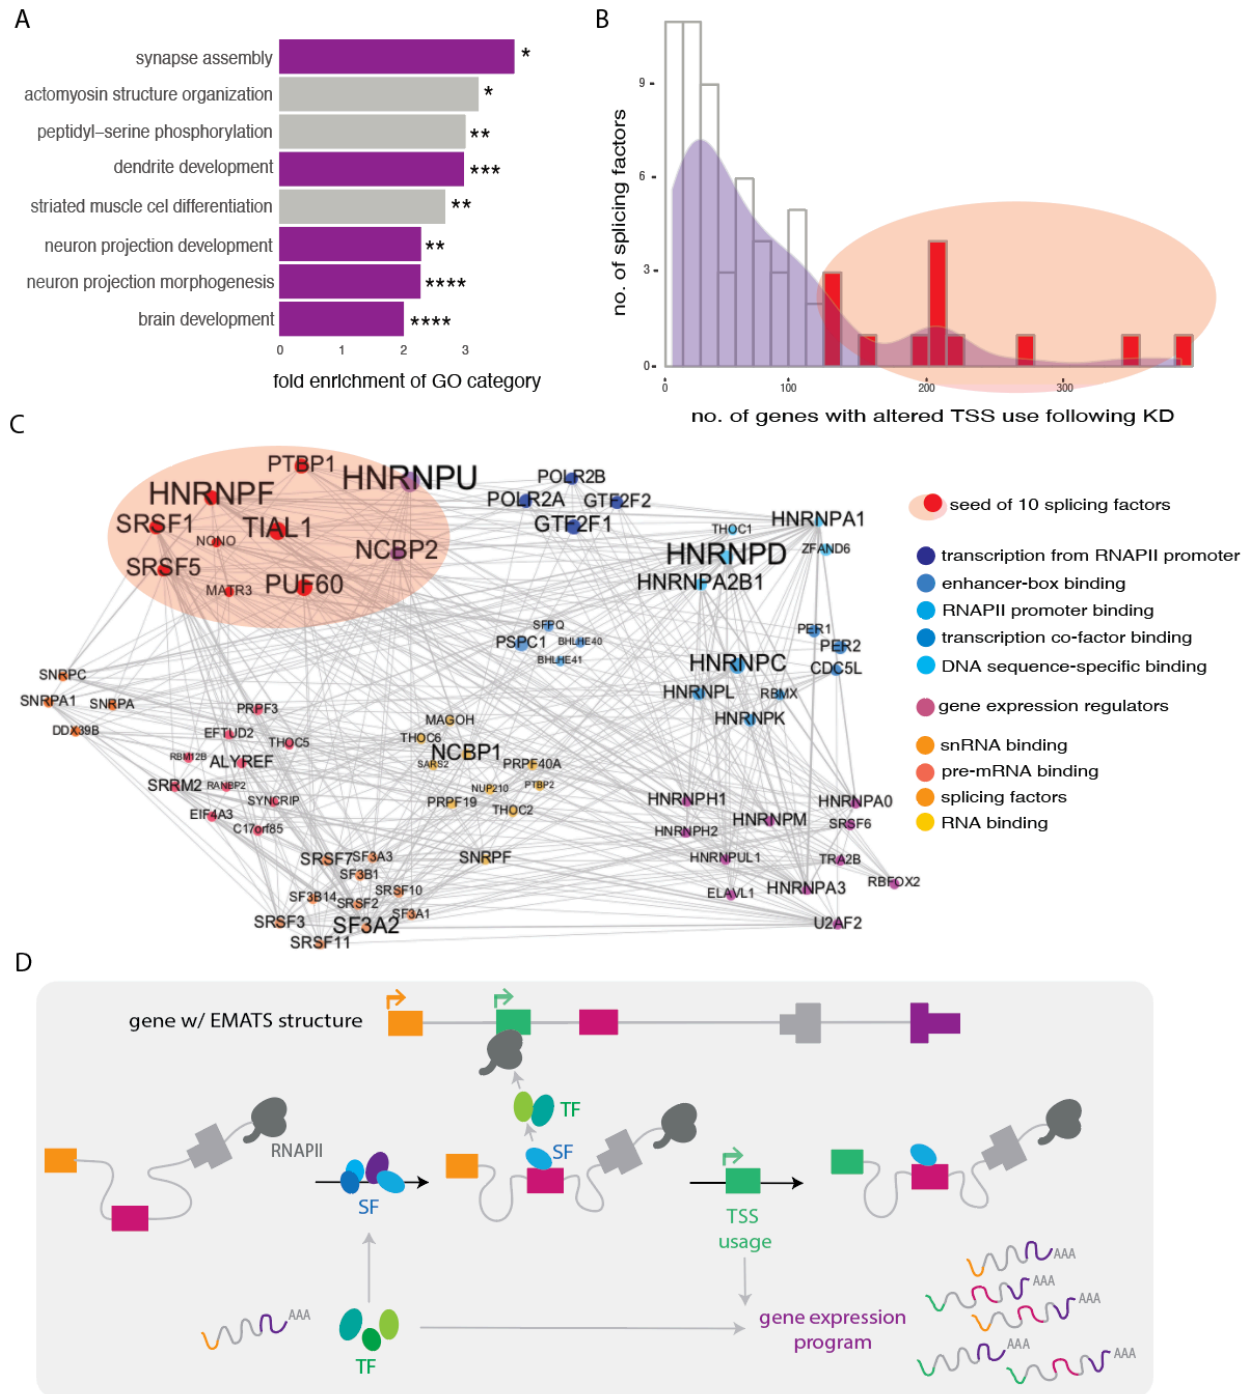 A
synapse assembly *
actomyosin structure organization *
peptidyl–serine phosphorylation **
dendrite development ***
striated muscle cel differentiation **
neuron projection development **
neuron projection morphogenesis ****
brain development ****
0 1 2 3
fold enrichment of GO category
B
no. of splicing factors
9
6
3
0
0 100 200 300
no. of genes with altered TSS use following KD
C
PTBP1
HNRNPU
HNRNPF
SRSF1
TIAL1
NONO
NCBP2
SRSF5
MATR3
PUF60
POLR2B
POLR2A
GTF2F2
GTF2F1
HNRNPA1
THOC1
ZFAND6
HNRNPD
HNRNPA2B1
SFPQ
PSPC1
BHLHE40
BHLHE41
PER1
PER2
CDC5L
HNRNPC
HNRNPL
RBMX
HNRNPK
SNRPC
SNRPA1
SNRPA
DDX39B
PRPF3
EFTUD2
THOC5
RBM12B
ALYREF
SRRM2
RANBP2
SYNCRIP
EIF4A3
C17orf85
MAGOH
THOC6
NCBP1
SARS2
PRPF40A
NUP210
PTBP2
PRPF19
THOC2
SNRPF
HNRNPH1
HNRNPA0
HNRNPM
SRSF6
HNRNPH2
HNRNPUL1
TRA2B
ELAVL1
HNRNPA3
RBFOX2
U2AF2
SRSF7
SF3A3
SF3B1
SF3B14
SRSF10
SRSF2
SF3A1
SRSF3
SF3A2
SRSF11
seed of 10 splicing factors
transcription from RNAPII promoter
enhancer-box binding
RNAPII promoter binding
transcription co-factor binding
DNA sequence-specific binding
gene expression regulators
snRNA binding
pre-mRNA binding
splicing factors
RNA binding
D
gene w/ EMATS structure
TF
RNAPII
SF
SF
TSS
usage
AAA
TF
gene expression
program
AAA
AAA
AAA
AAA
AAA